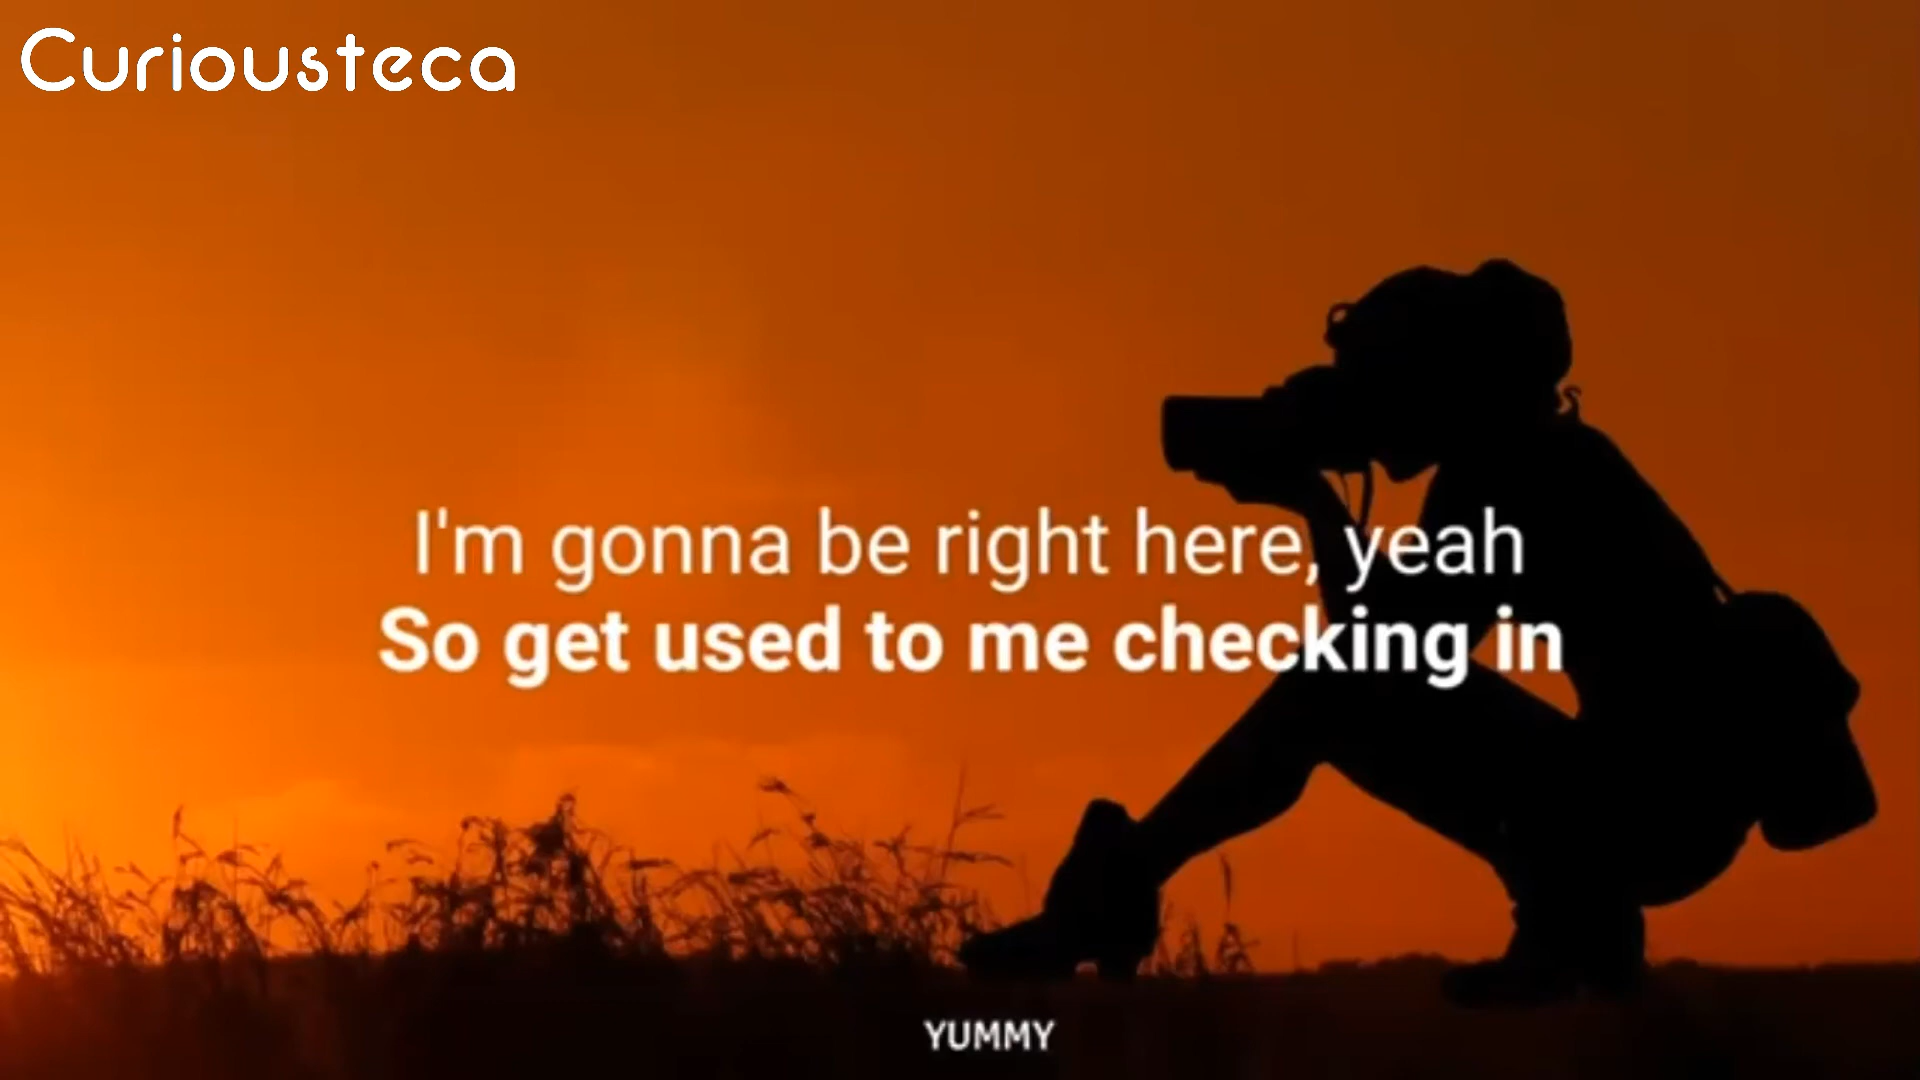 Curiousteca
I'm gonna be right here, yeah
So get used to me checking in
YUMMY